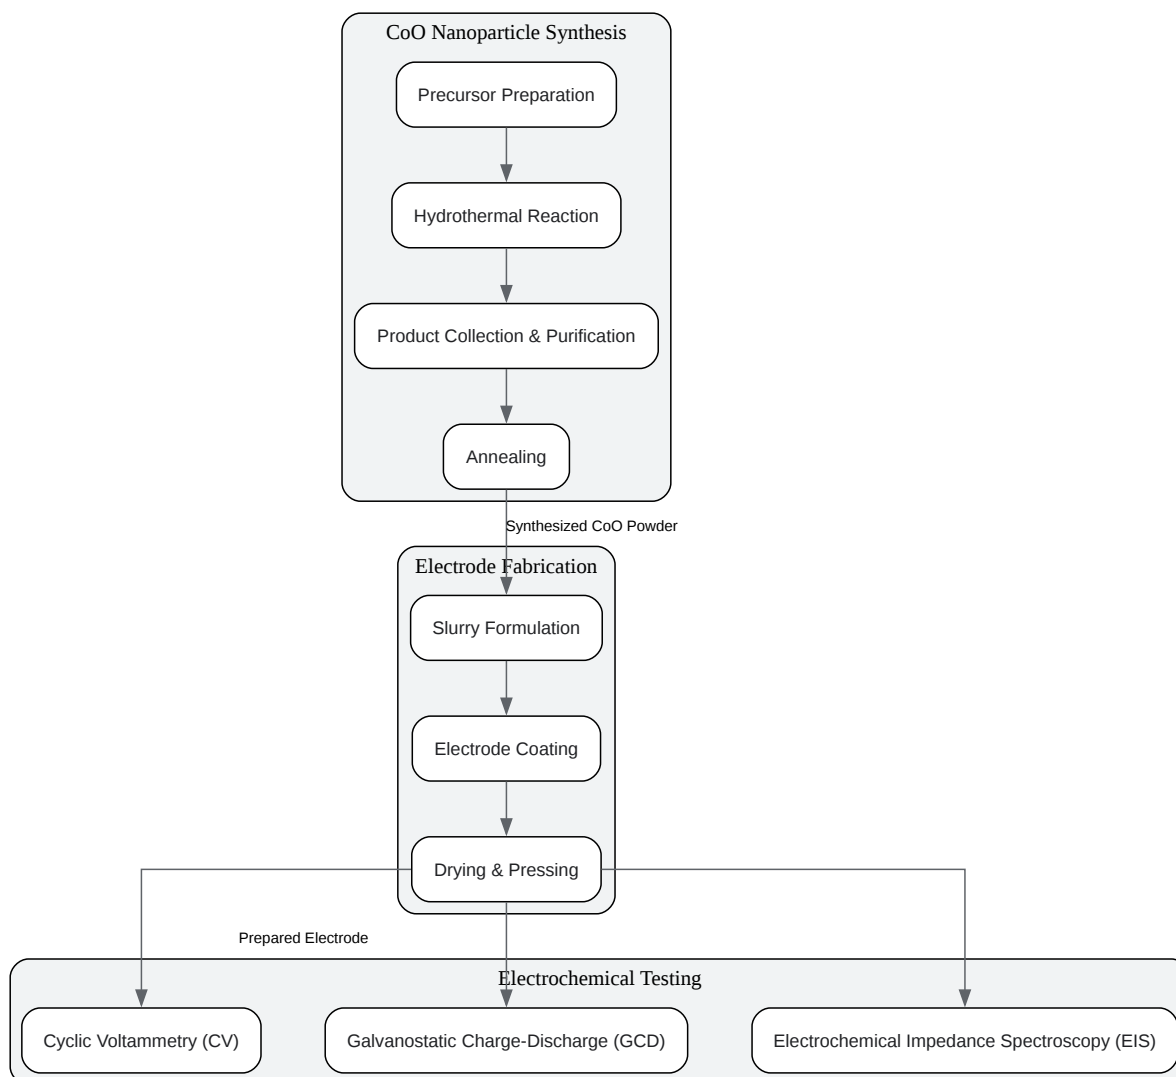 CoO Nanoparticle Synthesis
Precursor Preparation
Hydrothermal Reaction
Product Collection & Purification
Annealing
Synthesized CoO Powder
Electrode Fabrication
Slurry Formulation
Electrode Coating
Drying & Pressing
Prepared Electrode
Electrochemical Testing
Cyclic Voltammetry (CV)
Galvanostatic Charge-Discharge (GCD)
Electrochemical Impedance Spectroscopy (EIS)